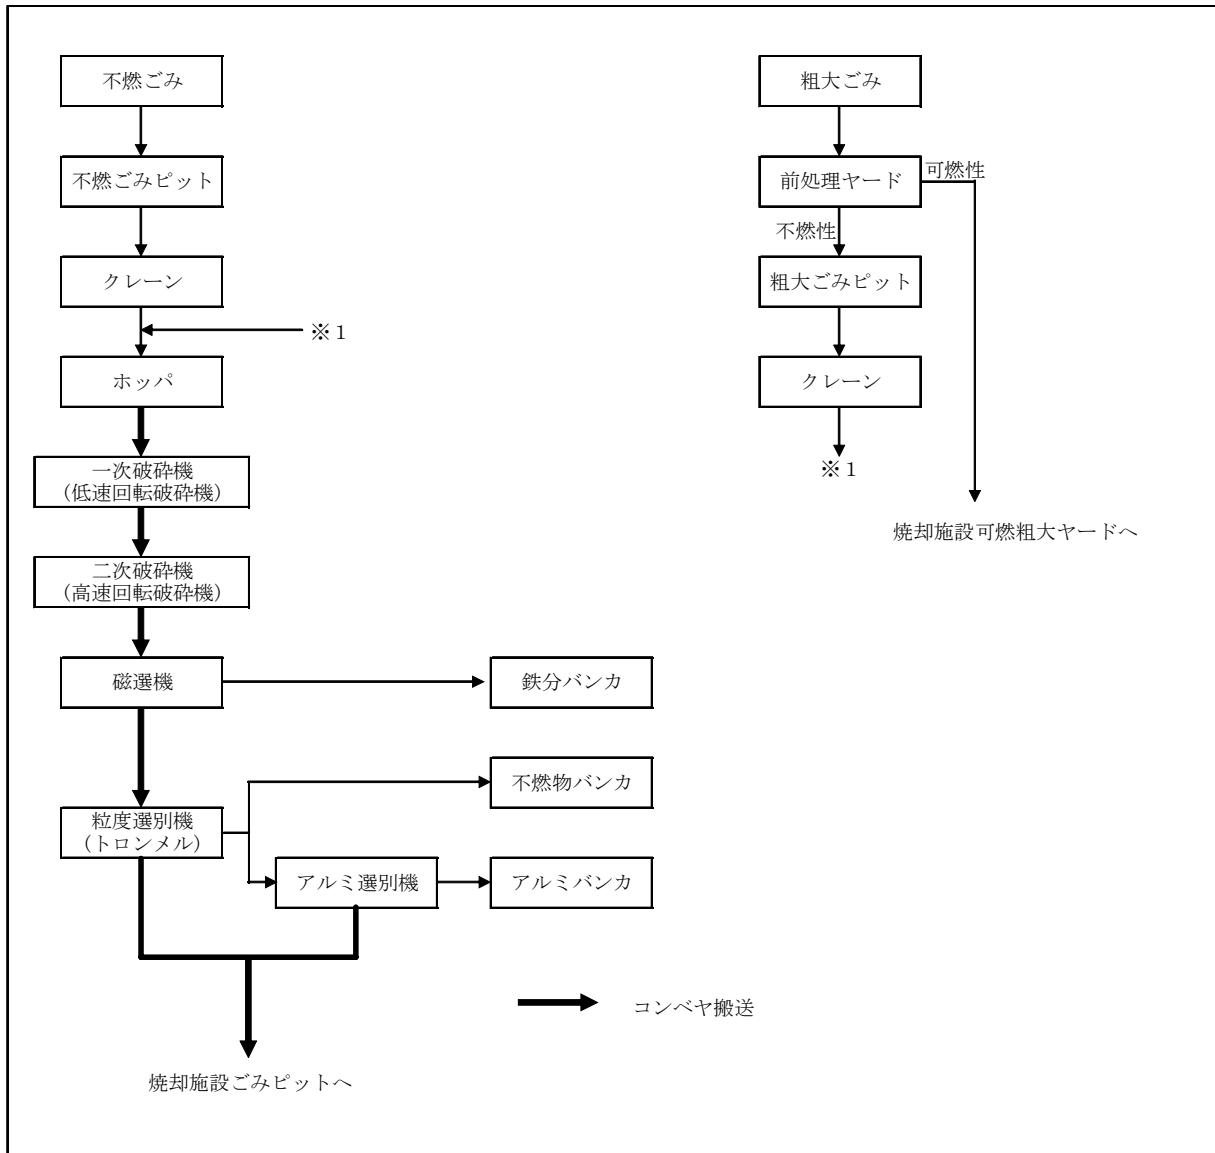 不燃ごみ
不燃ごみピット
クレーン
※1
ホッパ
一次破砕機
(低速回転破砕機)
二次破砕機
(高速回転破砕機)
磁選機
鉄分バンカ
不燃物バンカ
粒度選別機
(トロンメル)
アルミ選別機
アルミバンカ
焼却施設ごみピットへ
コンベヤ搬送
粗大ごみ
前処理ヤード
可燃性
不燃性
粗大ごみピット
クレーン
※1
焼却施設可燃粗大ヤードへ